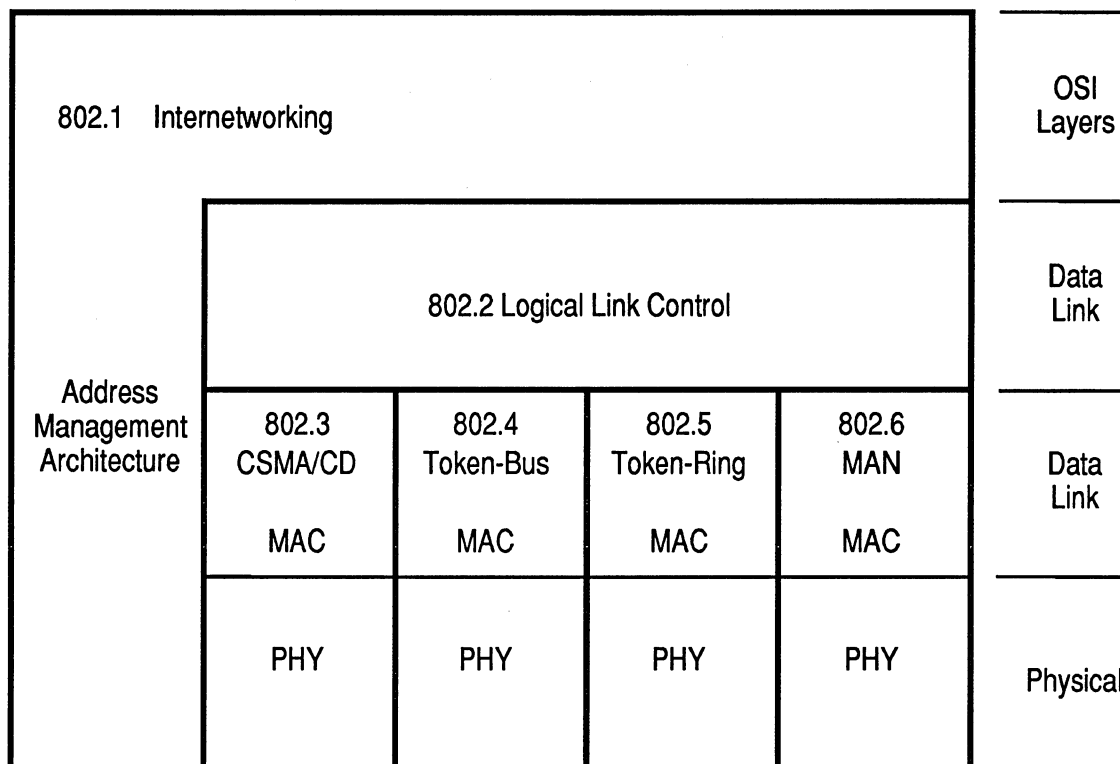 802.1 Internetworking
OSI
Layers
802.2 Logical Link Control
Data
Link
Address
Management
Architecture
802.3
CSMA/CD
MAC
802.4
Token-Bus
MAC
802.5
Token-Ring
MAC
802.6
MAN
MAC
Data
Link
PHY
PHY
PHY
PHY
Physical